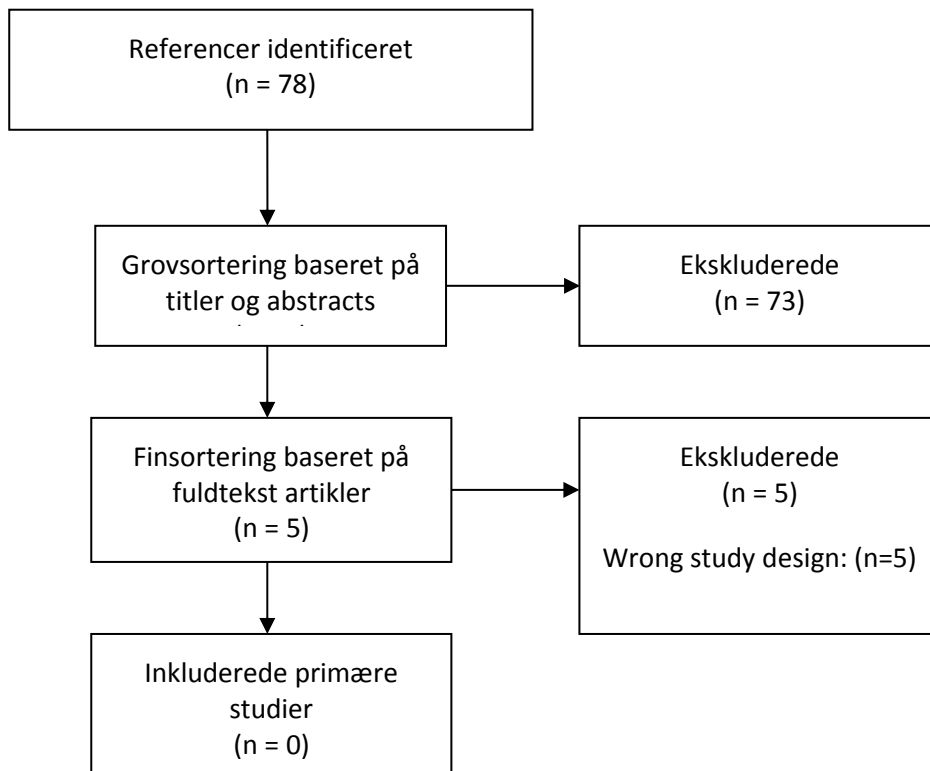 Referencer identificeret
(n = 78)
Grovsortering baseret på
titler og abstracts
Ekskluderede
(n = 73)
Finsortering baseret på
fuldtekst artikler
(n = 5)
Ekskluderede
(n = 5)
Wrong study design: (n=5)
Inkluderede primære
studier
(n = 0)